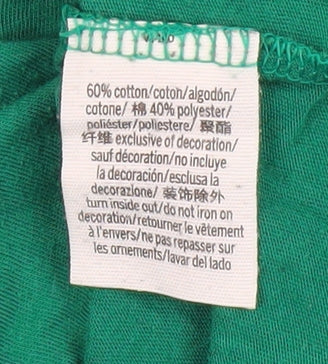 60% cotton/coton/algodón/
cotone/ 棉 40% polyester/
poliéster/poliestere/ 聚酯
纤维 exclusive of decoration/
sauf décoration/no incluye
la decoración/esclusa la
decorazione/ 装饰除外
turn inside out/do not iron on
decoration/retourner le vêtement
à l'envers/ne pas repasser sur
les ornements/lavar del lado